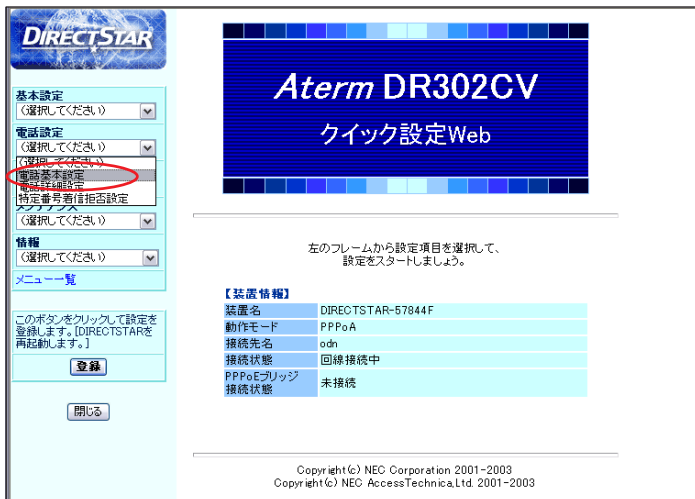 DIRECTSTAR
基本設定
(選択してください)
電話設定
(選択してください)
(選択してください)
電話基本設定
電話詳細設定
特定番号着信拒否設定
メンテナンス
(選択してください)
情報
(選択してください)
メニュー一覧
このボタンをクリックして設定を
登録します。[DIRECTSTARを
再起動します。]
登録
閉じる
Aterm DR302CV
クイック設定Web
左のフレームから設定項目を選択して、
設定をスタートしましょう。
【装置情報】
装置名 DIRECTSTAR-57844F
動作モード PPPoA
接続先名 odn
接続状態 回線接続中
PPPoEブリッジ
接続状態 未接続
Copyright(c) NEC Corporation 2001-2003
Copyright(c) NEC AccessTechnica,Ltd. 2001-2003